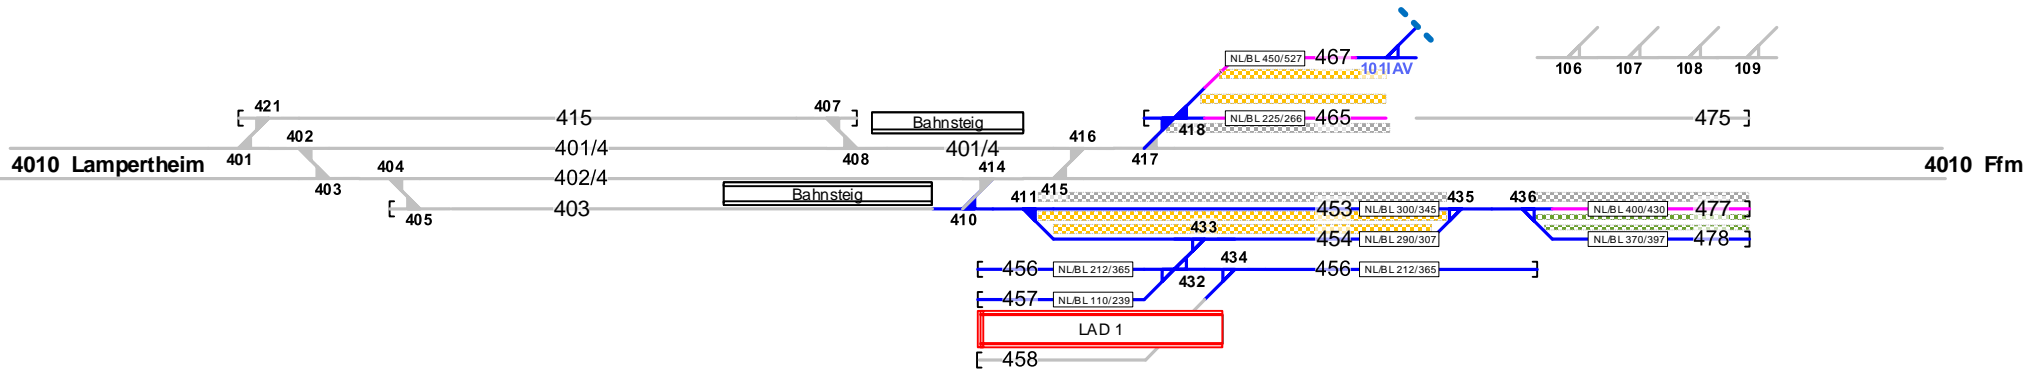 NL/BL 450/527 467
101IAV 106 107 108 109
421 407
415 Bahnsteig NL/BL 225/266 465 475
402 416 418
401/4 401/4
401 408 417
4010 Lampertheim 404 414 4010 Ffm
402/4
403 Bahnsteig 415
411 435 436
405 403 410 453 NL/BL 300/345 NL/BL 400/430 477
433
454 NL/BL 290/307 NL/BL 370/397 478
434
456 NL/BL 212/365 456 NL/BL 212/365
432
457 NL/BL 110/239
LAD 1
458